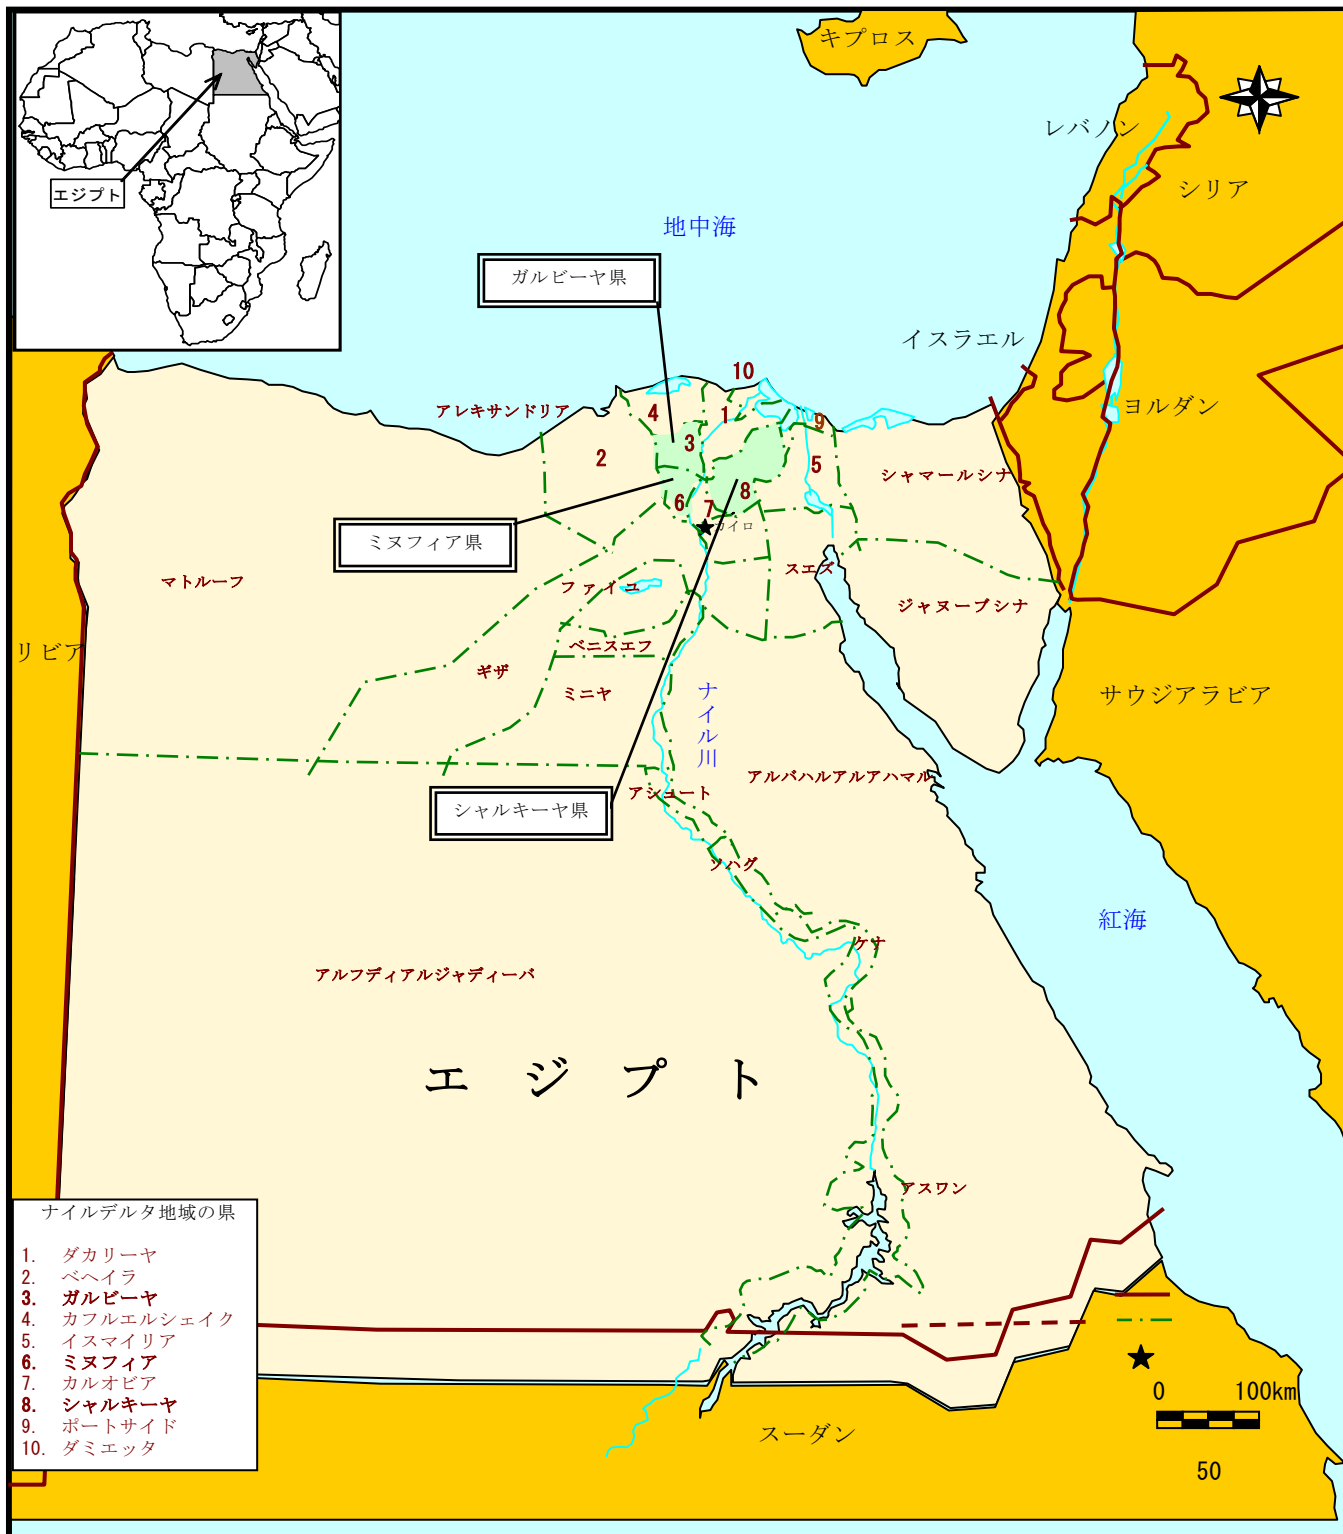 キプロス
レバノン
シリア
エジプト
地中海
ガルビーヤ県
イスラエル
10
アレキサンドリア
4
1
9
ヨルダン
3
2
5
シャマールシナ
8
6
7
カイロ
ミヌフィア県
マトルーフ
ファイユ
スエズ
ジャヌーブシナ
リビア
ベニスエフ
ギザ
ミニヤ
ナイル川
サウジアラビア
アルバハルアルアハマル
アシュート
シャルキーヤ県
ソハグ
紅海
ケナ
アルフディアルジャディーバ
エジプト
アスワン
ナイルデルタ地域の県
1. ダカリーヤ
2. ベヘイラ
3. ガルビーヤ
4. カフルエルシェイク
5. イスマイリア
6. ミヌフィア
7. カルオビア
8. シャルキーヤ
9. ポートサイド
10. ダミエッタ
0 100km
50
スーダン